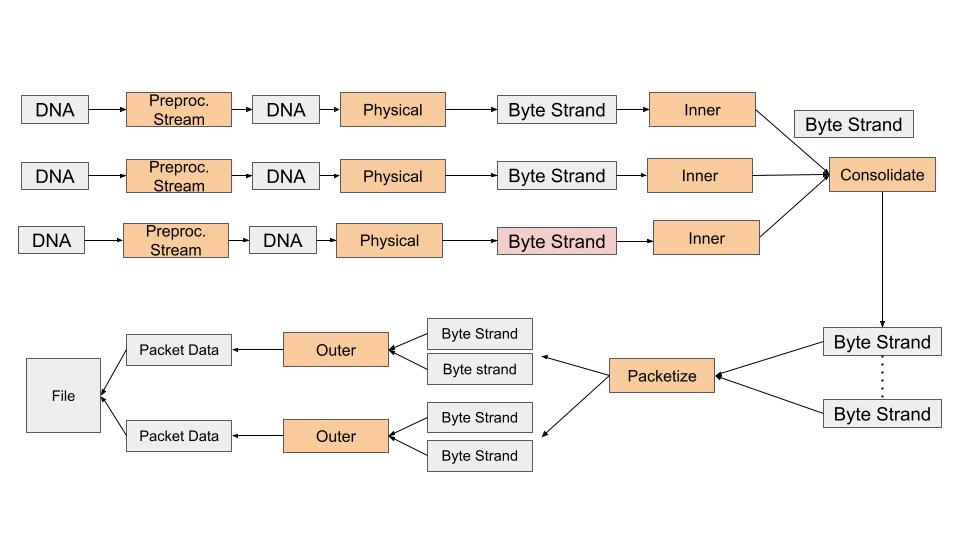 DNA
Preproc.
Stream
DNA
Physical
Byte Strand
Inner
Byte Strand
DNA
Preproc.
Stream
DNA
Physical
Byte Strand
Inner
Consolidate
DNA
Preproc.
Stream
DNA
Physical
Byte Strand
Inner
Byte Strand
Byte Strand
Packetize
Byte Strand
Byte strand
Byte Strand
Byte Strand
Outer
Outer
Packet Data
Packet Data
File